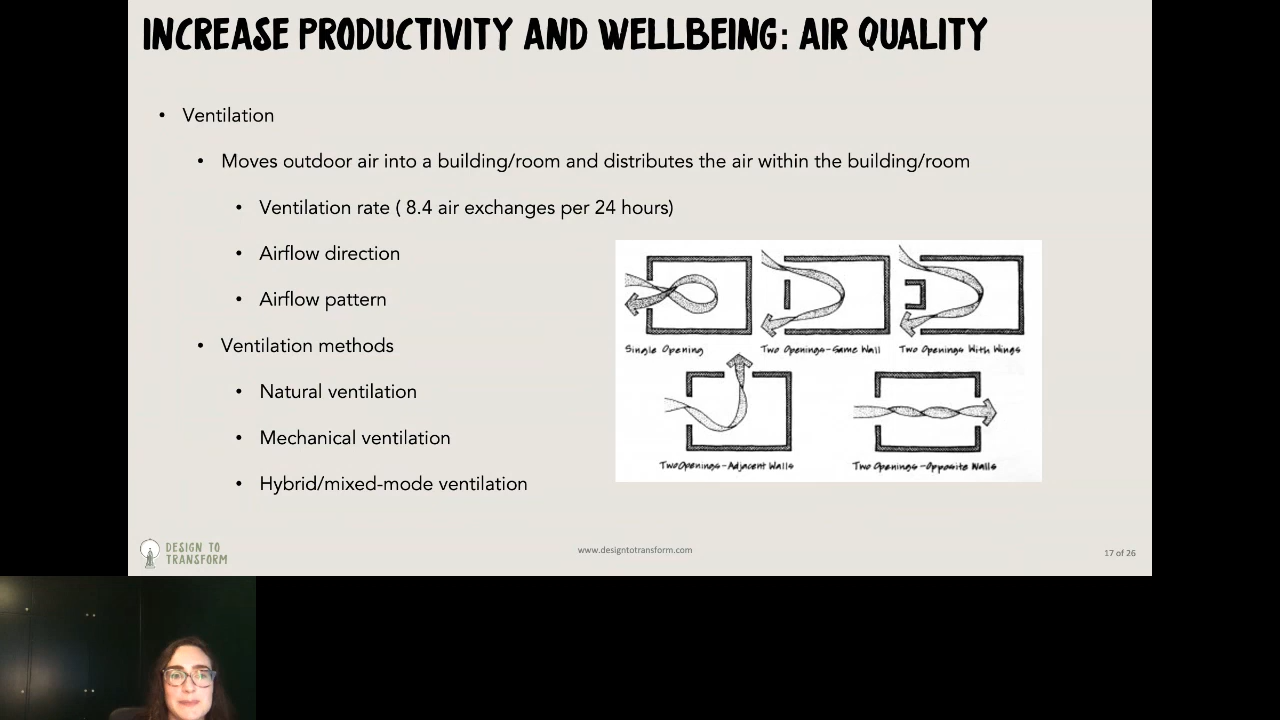 INCREASE PRODUCTIVITY AND WELLBEING: AIR QUALITY
• Ventilation
• Moves outdoor air into a building/room and distributes the air within the building/room
• Ventilation rate ( 8.4 air exchanges per 24 hours)
• Airflow direction
• Airflow pattern
• Ventilation methods
• Natural ventilation
• Mechanical ventilation
• Hybrid/mixed-mode ventilation
Single Opening
Two Openings-Same Wall
Two Openings With Wings
Two Openings-Adjacent Walls
Two Openings-Opposite Walls
DESIGN TO
TRANSFORM
www.designtotransform.com
17 of 26